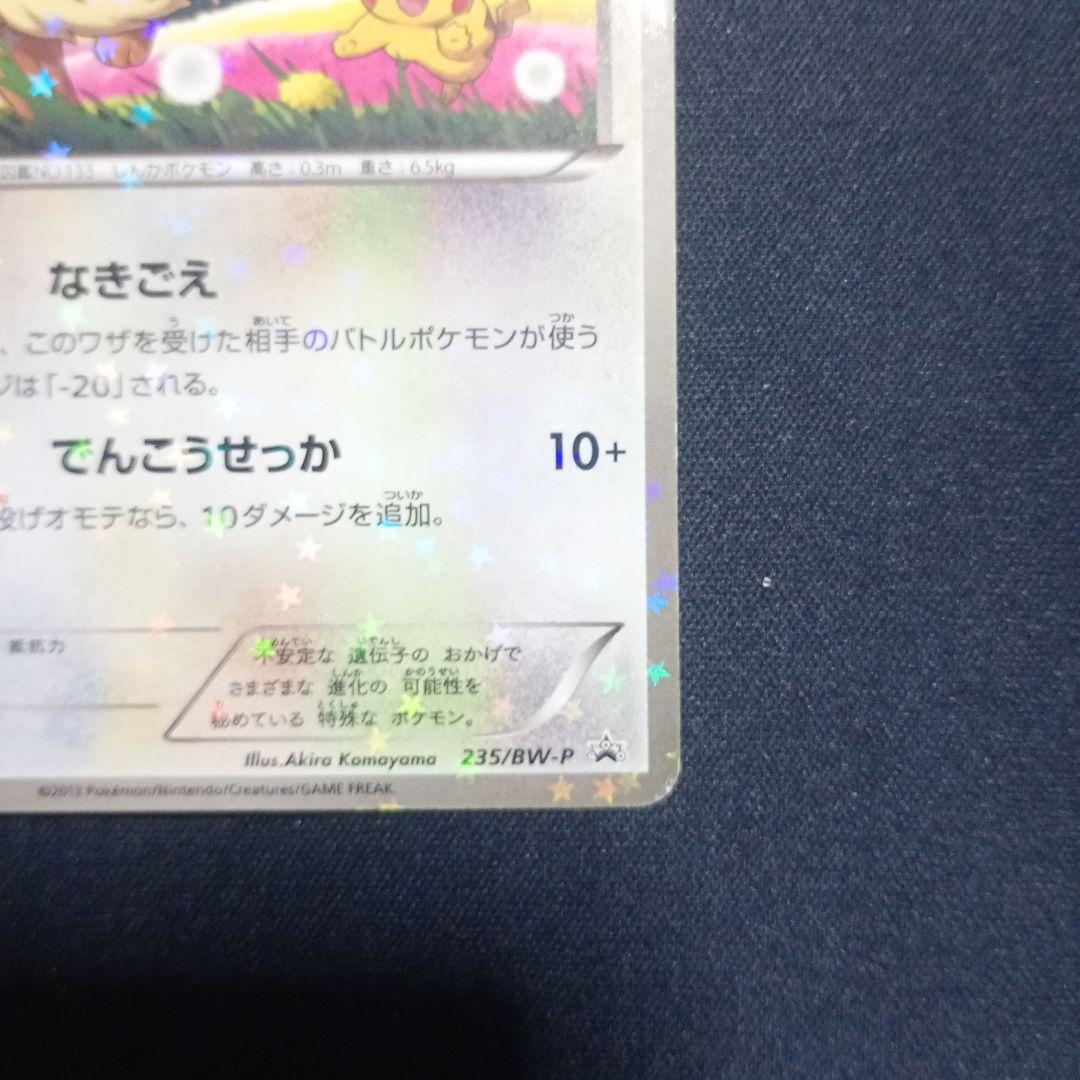 図鑑NO.133 しんかポケモン 高さ:0.3m 重さ:6.5kg
なきごえ
、このワザを受けた相手のバトルポケモンが使う
は「-20」される。
でんこうせっか 10+
投げオモテなら、10ダメージを追加。
抵抗力
不安定な 遺伝子の おかげで
さまざまな 進化の 可能性を
秘めている 特殊な ポケモン。
Illus.Akira Komayama 235/BW-P
©2013 Pokémon/Nintendo/Creatures/GAME FREAK.